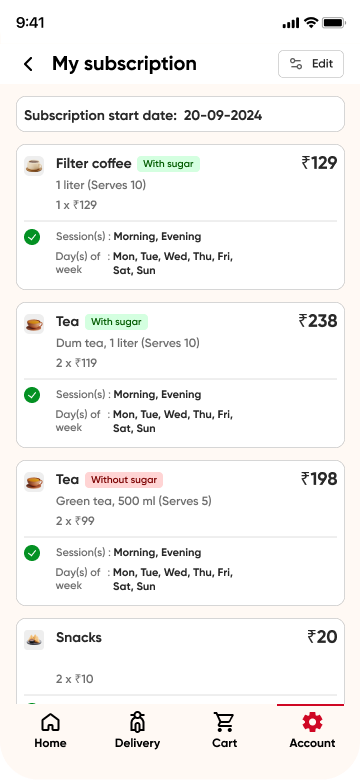 9:41
My subscription
Edit
Subscription start date: 20-09-2024
Filter coffee With sugar ₹129
1 liter (Serves 10)
1 x ₹129
Session(s) : Morning, Evening
Day(s) of week : Mon, Tue, Wed, Thu, Fri,
Sat, Sun
Tea With sugar ₹238
Dum tea, 1 liter (Serves 10)
2 x ₹119
Session(s) : Morning, Evening
Day(s) of week : Mon, Tue, Wed, Thu, Fri,
Sat, Sun
Tea Without sugar ₹198
Green tea, 500 ml (Serves 5)
2 x ₹99
Session(s) : Morning, Evening
Day(s) of week : Mon, Tue, Wed, Thu, Fri,
Sat, Sun
Snacks ₹20
2 x ₹10
Home Delivery Cart Account